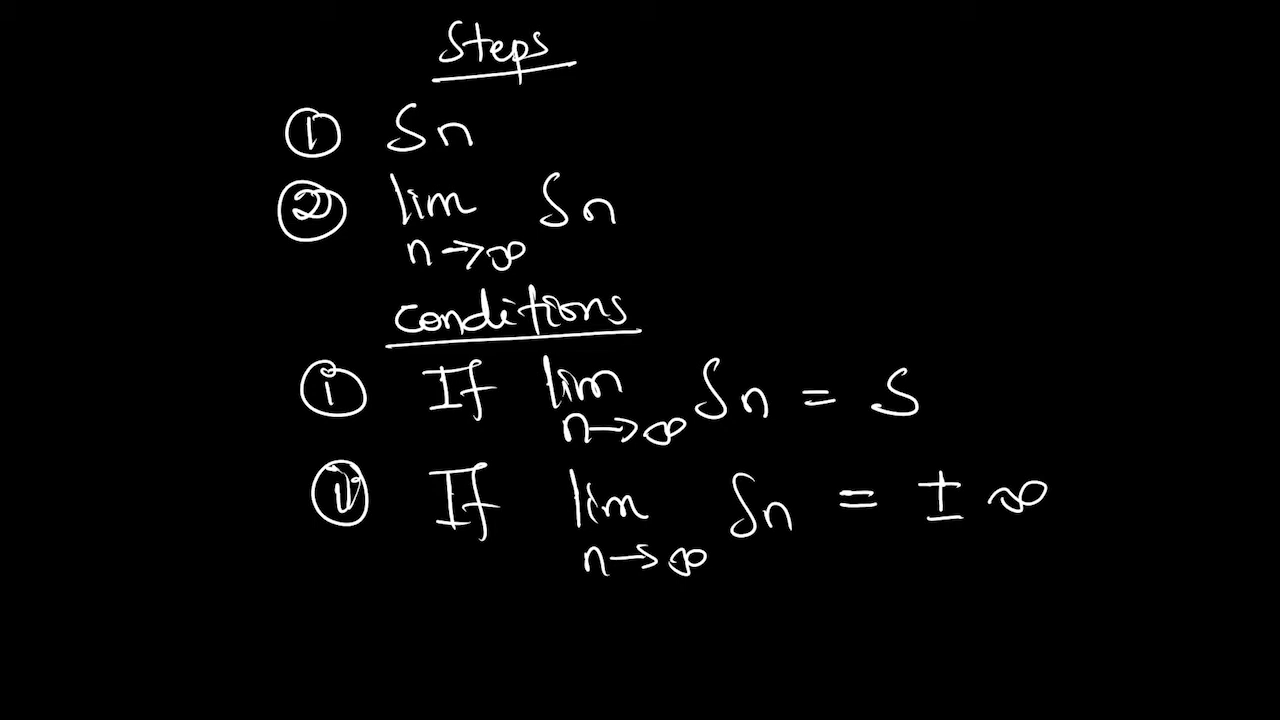 Steps
① Sn
② lim Sn
n→∞
conditions
ⓘ If lim Sn = S
n→∞
ii If lim Sn = ± ∞
n→∞